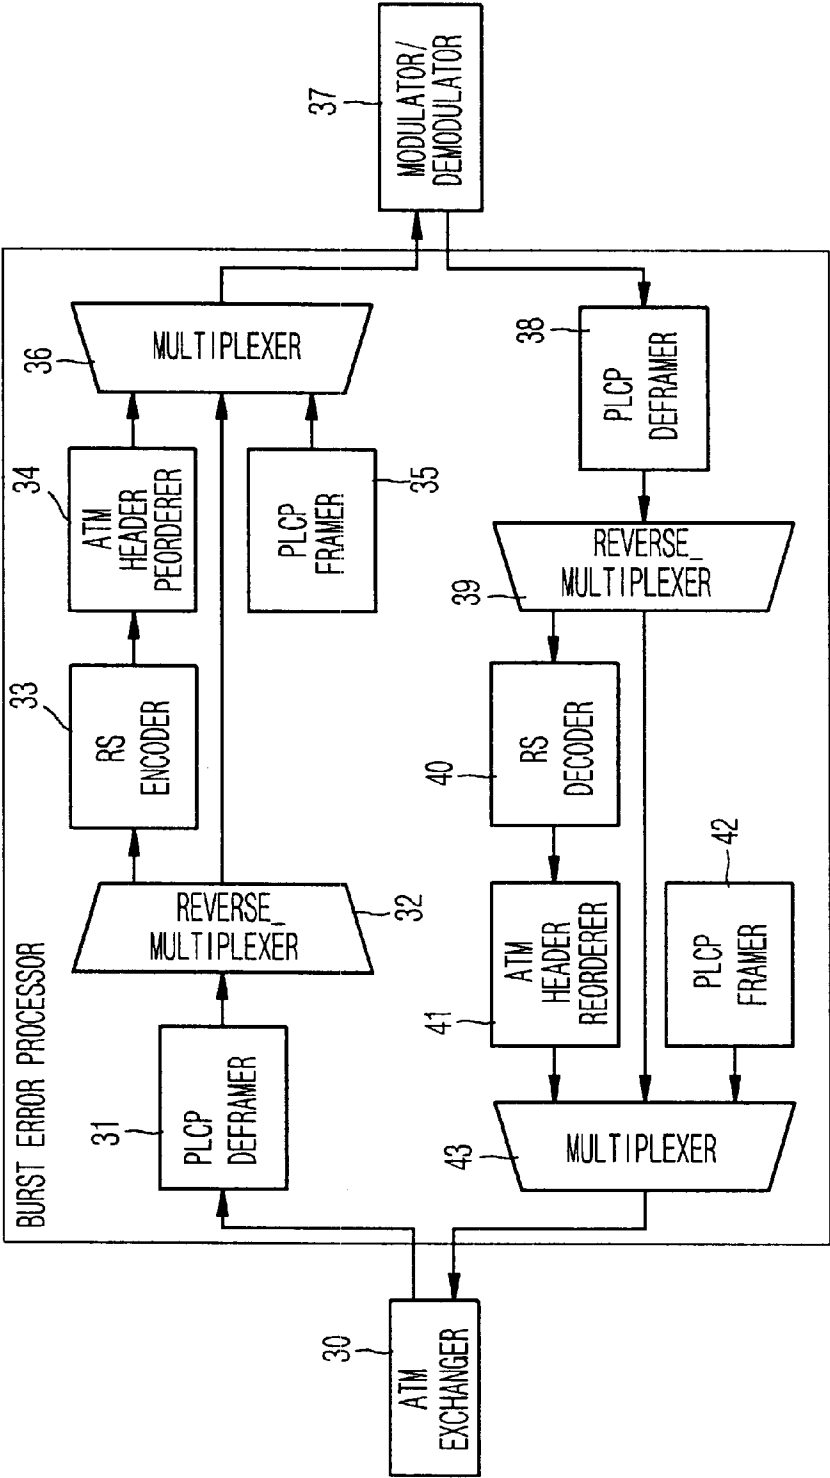 BURST ERROR PROCESSOR
30
ATM
EXCHANGER
31
PLCP
DEFRAMER
32
REVERSE_
MULTIPLEXER
33
RS
ENCODER
34
ATM
HEADER
PEORDERER
35
PLCP
FRAMER
36
MULTIPLEXER
37
MODULATOR/
DEMODULATOR
38
PLCP
DEFRAMER
39
REVERSE_
MULTIPLEXER
40
RS
DECODER
41
ATM
HEADER
REORDERER
42
PLCP
FRAMER
43
MULTIPLEXER